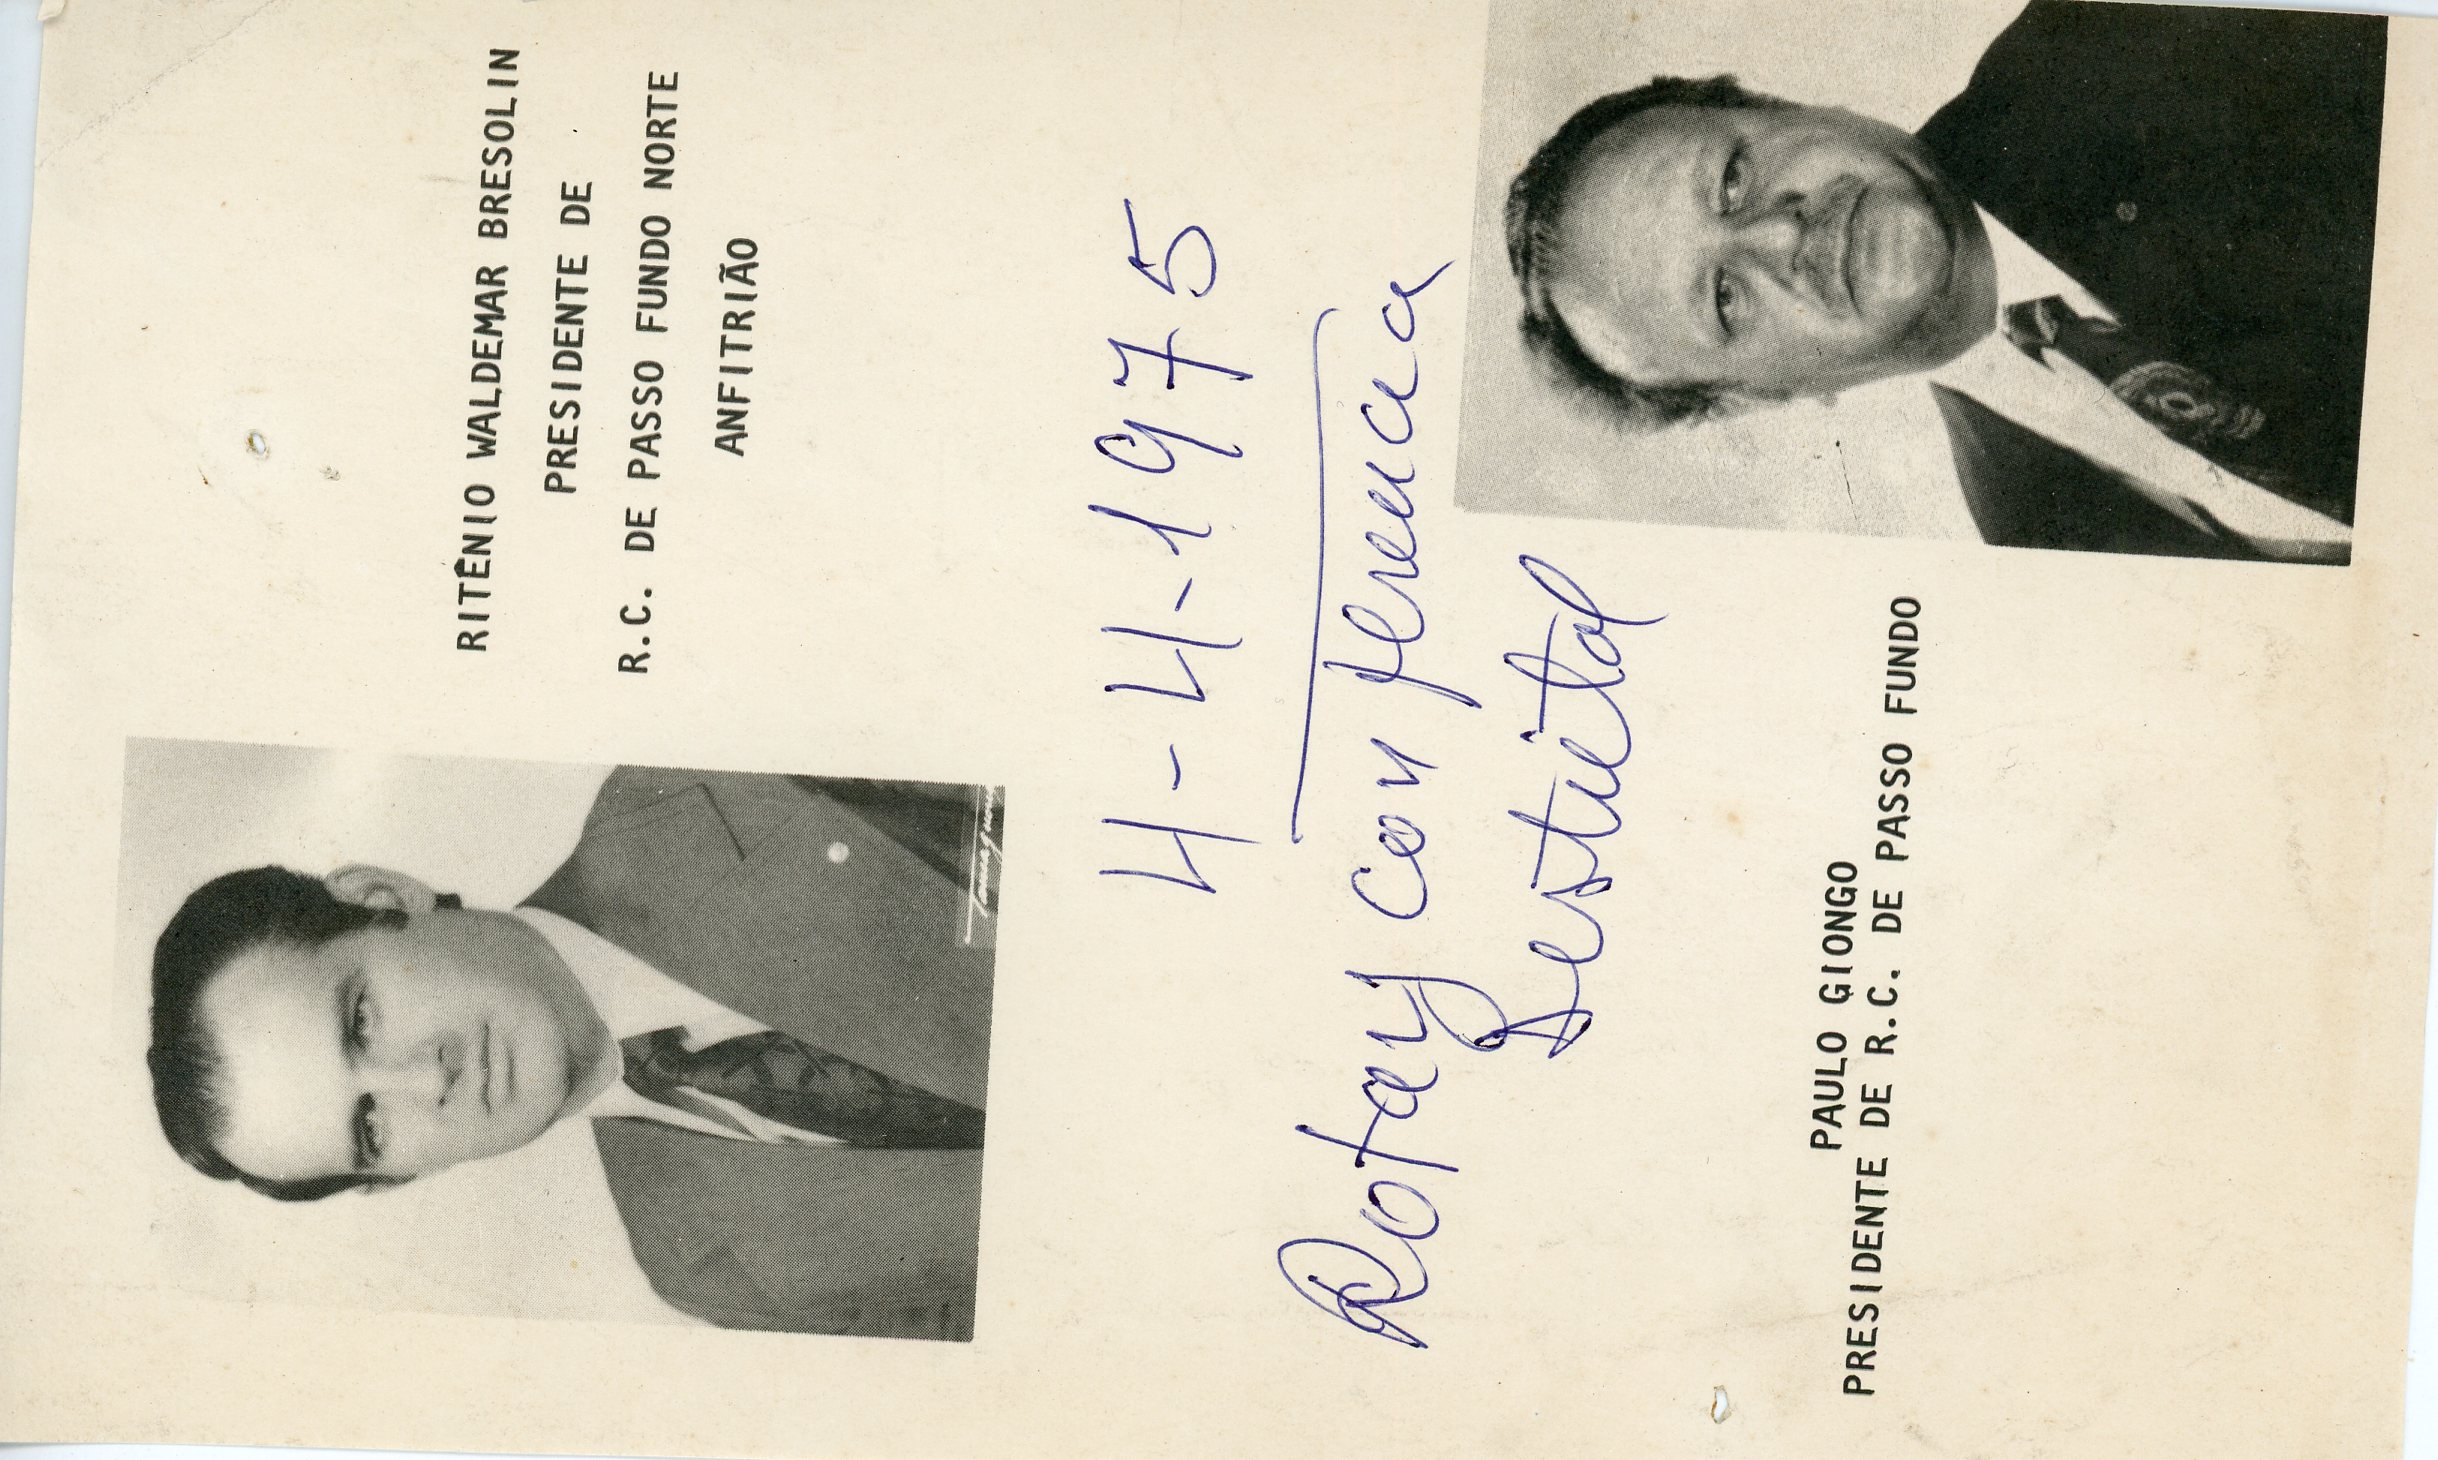 RITÊNIO WALDEMAR BRESOLIN
PRESIDENTE DE
R.C. DE PASSO FUNDO NORTE
ANFITRIÃO
4-4-1975
Rotary Conferencia
PAULO GIONGO
PRESIDENTE DE R.C. DE PASSO FUNDO